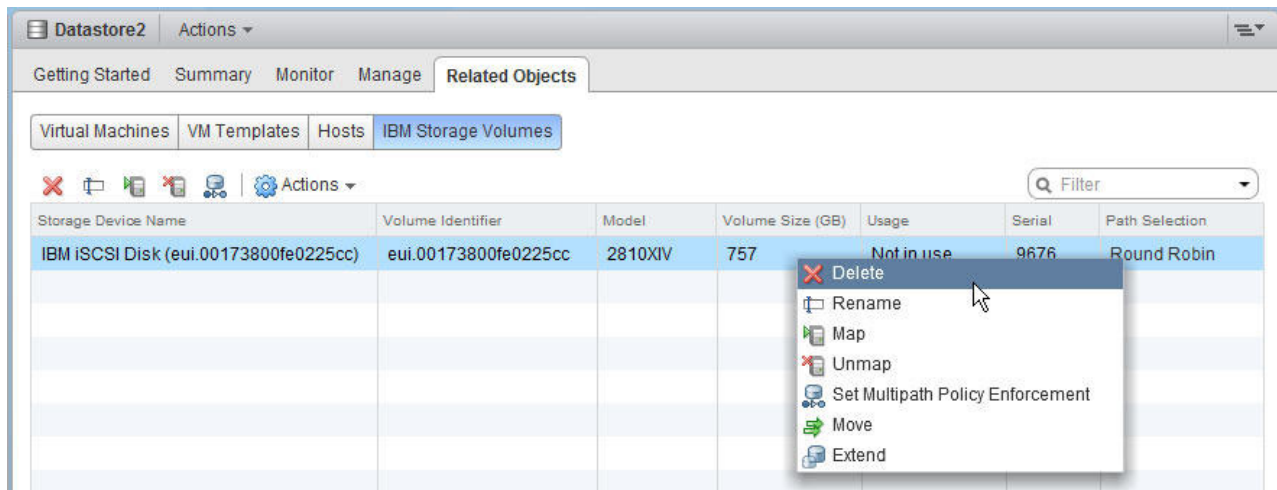 Datastore2 Actions
Getting Started Summary Monitor Manage Related Objects
Virtual Machines VM Templates Hosts IBM Storage Volumes
Actions Filter
Storage Device Name Volume Identifier Model Volume Size (GB) Usage Serial Path Selection
IBM iSCSI Disk (eui.00173800fe0225cc) eui.00173800fe0225cc 2810XIV 757 Not in use 9676 Round Robin
Delete
Rename
Map
Unmap
Set Multipath Policy Enforcement
Move
Extend